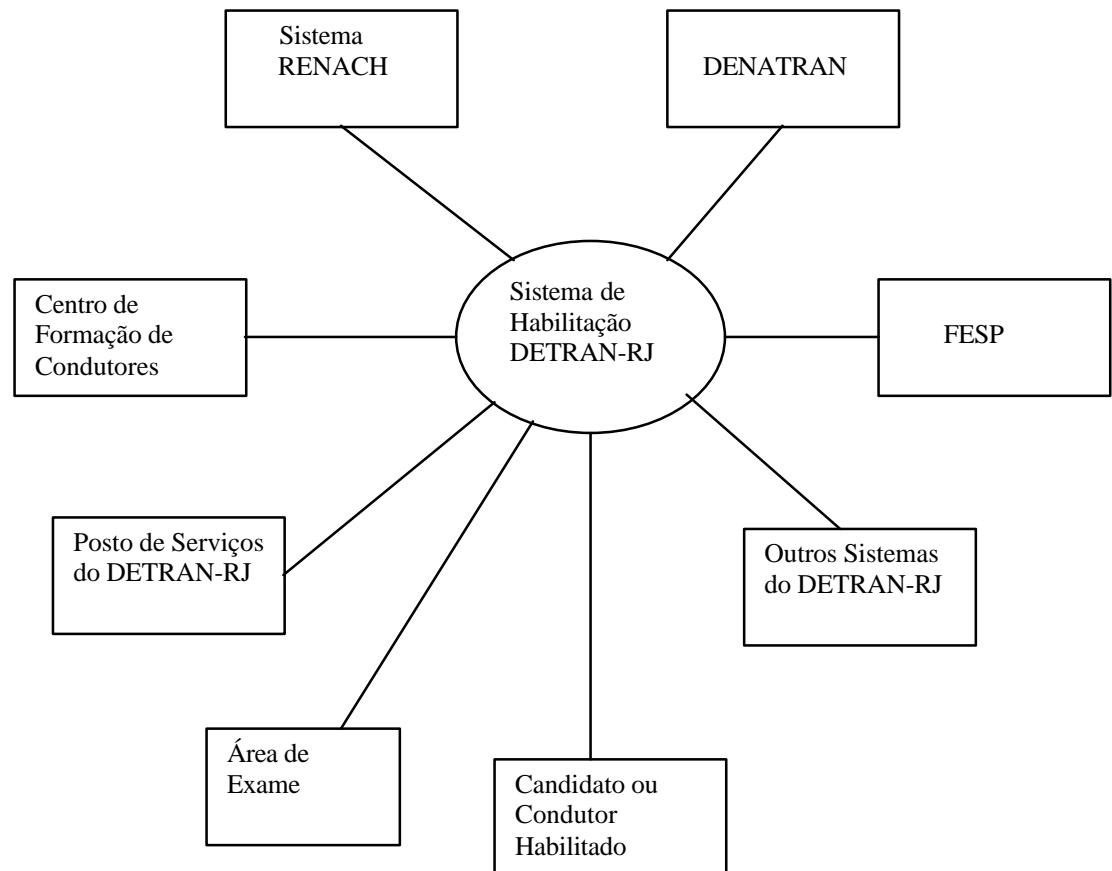 Sistema
RENACH
DENATRAN
Centro de
Formação de
Condutores
Sistema de
Habilitação
DETRAN-RJ
FESP
Posto de Serviços
do DETRAN-RJ
Outros Sistemas
do DETRAN-RJ
Área de
Exame
Candidato ou
Condutor
Habilitado